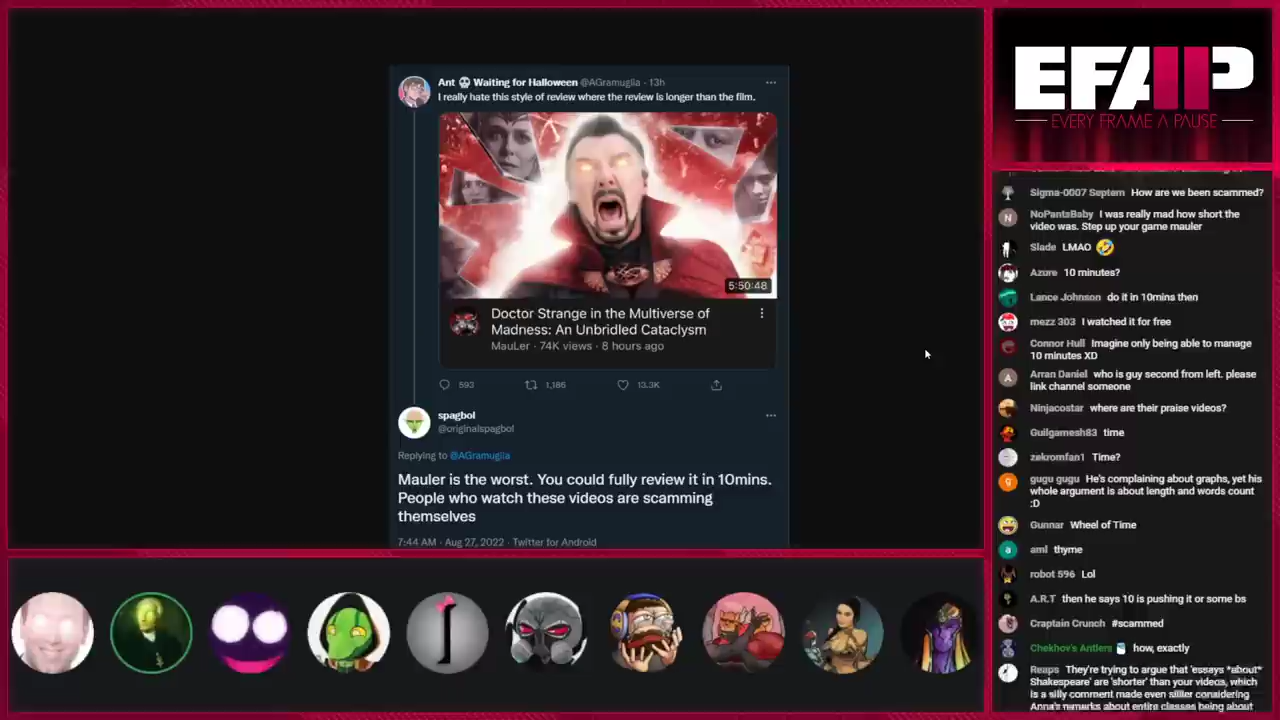 Ant 💀 Waiting for Halloween @AGramuglia · 13h
I really hate this style of review where the review is longer than the film.
5:50:48
Doctor Strange in the Multiverse of
Madness: An Unbridled Cataclysm
MauLer · 74K views · 8 hours ago
593 1,186 13.3K
spagbol
@originalspagbol
Replying to @AGramuglia
Mauler is the worst. You could fully review it in 10mins.
People who watch these videos are scamming
themselves
7:44 AM · Aug 27, 2022 · Twitter for Android
EFAP
EVERY FRAME A PAUSE
Sigma-0007 Septem How are we been scammed?
NoPantsBaby I was really mad how short the
video was. Step up your game mauler
Slade LMAO 🤣
Azure 10 minutes?
Lance Johnson do it in 10mins then
mezz 303 I watched it for free
Connor Hull Imagine only being able to manage
10 minutes XD
Arran Daniel who is guy second from left. please
link channel someone
Ninjacostar where are their praise videos?
Guilgamesh83 time
zekromfan1 Time?
gugu gugu He's complaining about graphs, yet his
whole argument is about length and words count
:D
Gunnar Wheel of Time
aml thyme
robot 596 Lol
A.R.T then he says 10 is pushing it or some bs
Craptain Crunch #scammed
Chekhov's Antlers how, exactly
Reaps They're trying to argue that 'essays *about*
Shakespeare' are 'shorter' than your videos, which
is a silly comment made even sillier considering
Anna's remarks about entire classes being about